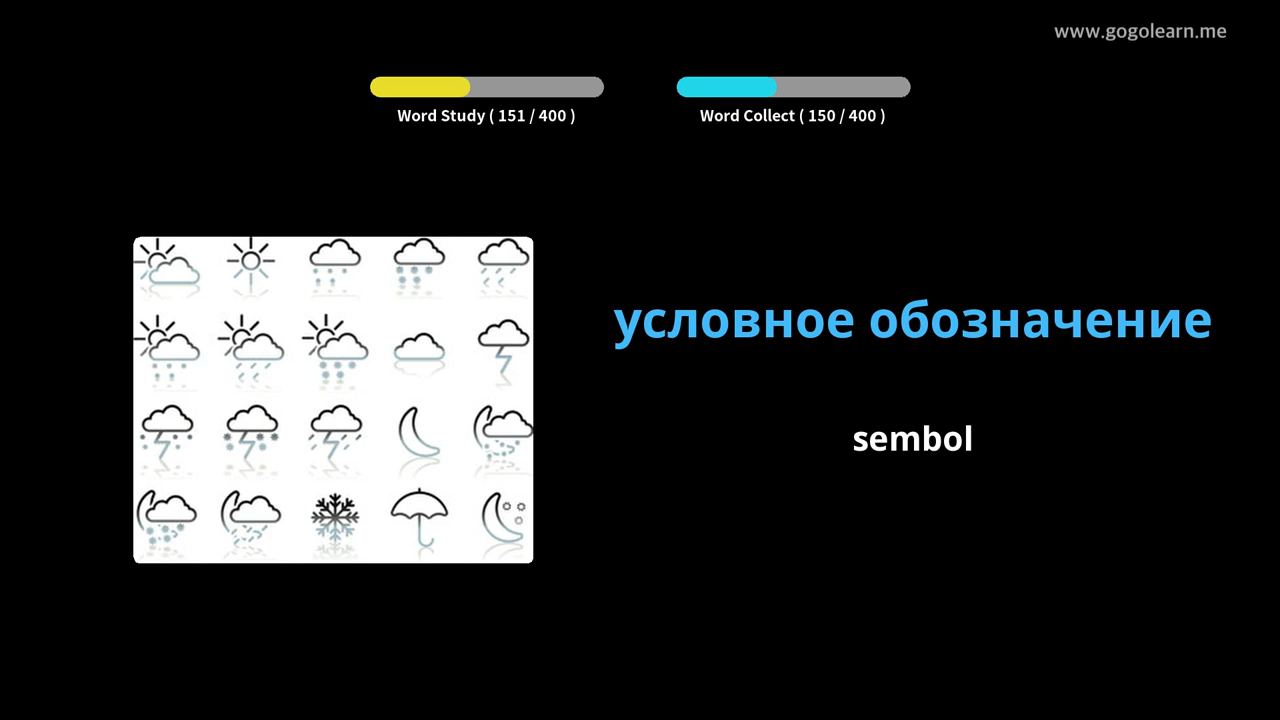 www.gogolearn.me
Word Study ( 151 / 400 )
Word Collect ( 150 / 400 )
условное обозначение
sembol